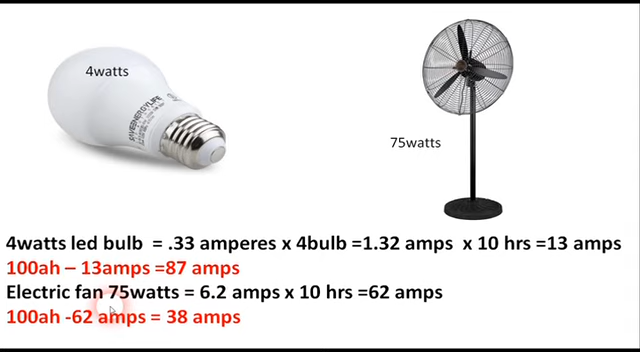 4watts
SAVEENERGYLIFE
75watts
4watts led bulb = .33 amperes x 4bulb =1.32 amps x 10 hrs =13 amps
100ah – 13amps =87 amps
Electric fan 75watts = 6.2 amps x 10 hrs =62 amps
100ah -62 amps = 38 amps